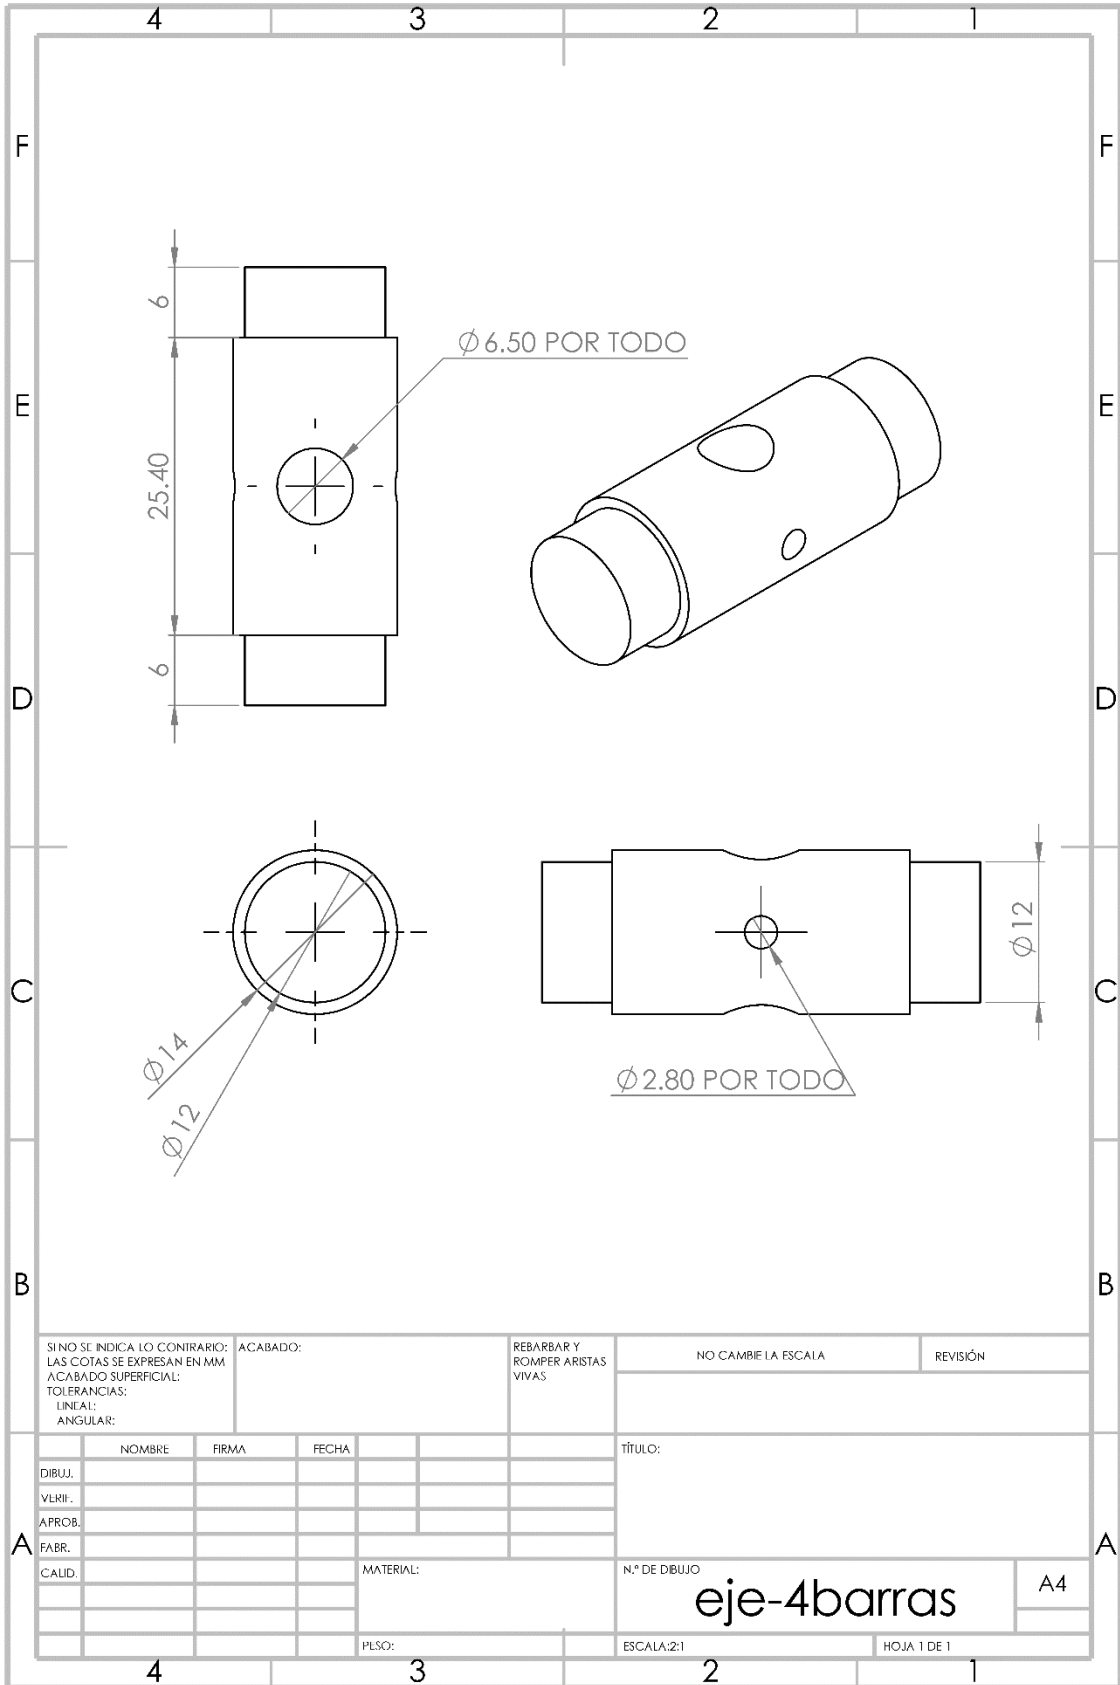 4 3 2 1
F F
6
Ø6.50 POR TODO
E E
25.40
6
D D
Ø12
C C
Ø14
Ø2.80 POR TODO
Ø12
B B
SI NO SE INDICA LO CONTRARIO:
LAS COTAS SE EXPRESAN EN MM
ACABADO SUPERFICIAL:
TOLERANCIAS:
LINEAL:
ANGULAR:
ACABADO:
REBARBAR Y
ROMPER ARISTAS
VIVAS
NO CAMBIE LA ESCALA
REVISIÓN
NOMBRE FIRMA FECHA
TÍTULO:
DIBUJ.
VERIF.
APROB.
FABR.
A A
CALID.
MATERIAL:
N.º DE DIBUJO
eje-4barras
A4
PESO:
ESCALA:2:1
HOJA 1 DE 1
4 3 2 1